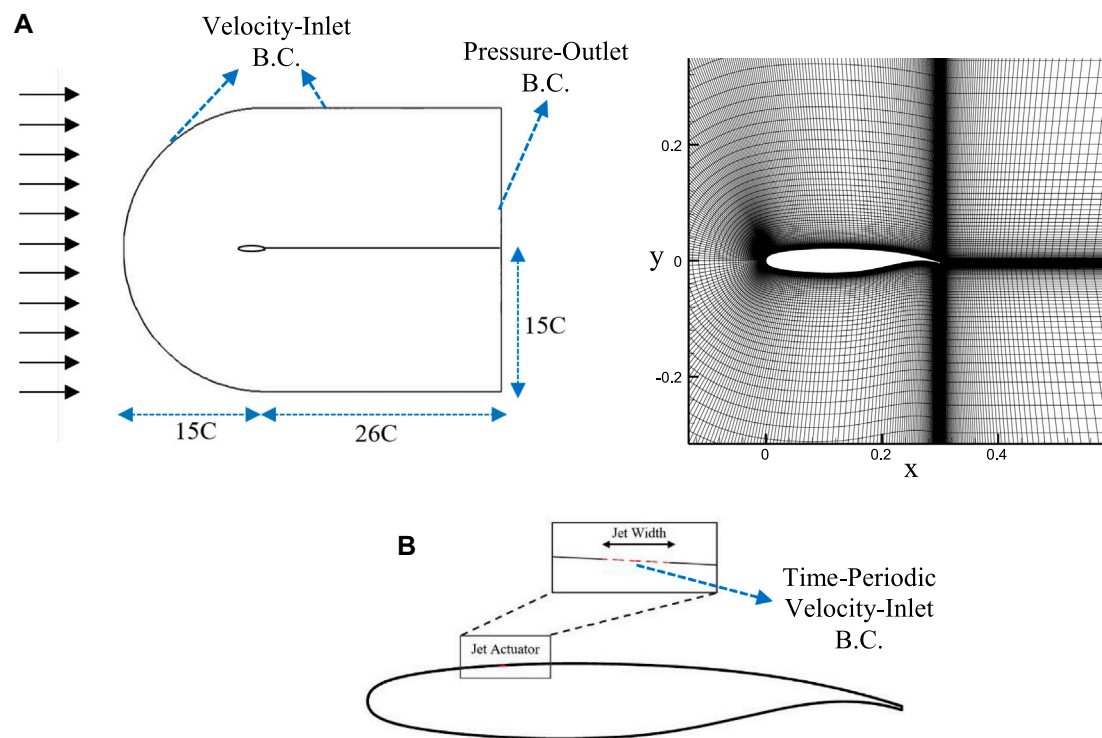 A
Velocity-Inlet
B.C.
Pressure-Outlet
B.C.
15C
15C
26C
0.2
y
0
-0.2
0
0.2
0.4
x
B
Jet Width
Time-Periodic
Velocity-Inlet
B.C.
Jet Actuator